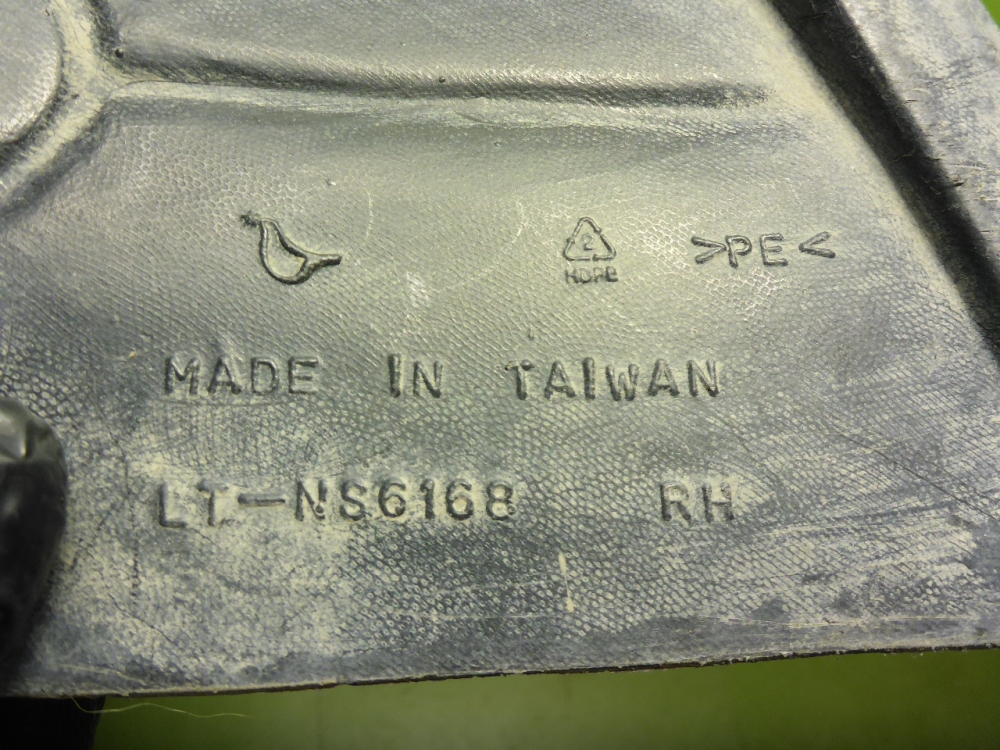 2 >PE<
HDPE
MADE IN TAIWAN
LT-NS6168 RH